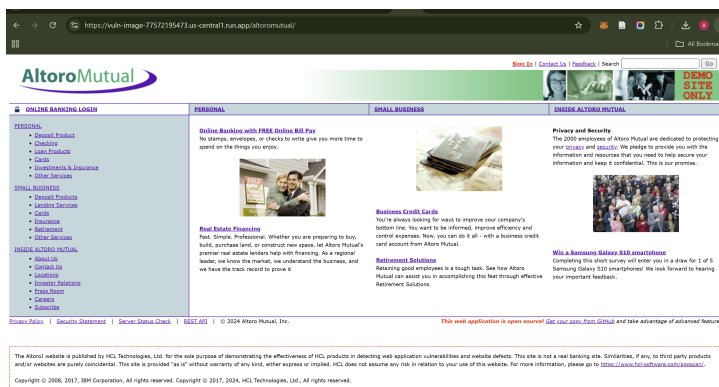 https://vuln-image-77572195473.us-central1.run.app/altoromutual/
All Bookma
Sign In | Contact Us | Feedback | Search Go
AltoroMutual
DEMO
SITE
ONLY
ONLINE BANKING LOGIN
PERSONAL
SMALL BUSINESS
INSIDE ALTORO MUTUAL
PERSONAL
Deposit Product
Checking
Loan Products
Cards
Investments & Insurance
Other Services
SMALL BUSINESS
Deposit Products
Lending Services
Cards
Insurance
Retirement
Other Services
INSIDE ALTORO MUTUAL
About Us
Contact Us
Locations
Investor Relations
Press Room
Careers
Subscribe
Online Banking with FREE Online Bill Pay
No stamps, envelopes, or checks to write give you more time to
spend on the things you enjoy.
Real Estate Financing
Fast. Simple. Professional. Whether you are preparing to buy,
build, purchase land, or construct new space, let Altoro Mutual's
premier real estate lenders help with financing. As a regional
leader, we know the market, we understand the business, and
we have the track record to prove it
Business Credit Cards
You're always looking for ways to improve your company's
bottom line. You want to be informed, improve efficiency and
control expenses. Now, you can do it all - with a business credit
card account from Altoro Mutual.
Retirement Solutions
Retaining good employees is a tough task. See how Altoro
Mutual can assist you in accomplishing this feat through effective
Retirement Solutions.
Privacy and Security
The 2000 employees of Altoro Mutual are dedicated to protecting
your privacy and security. We pledge to provide you with the
information and resources that you need to help secure your
information and keep it confidential. This is our promise.
Win a Samsung Galaxy S10 smartphone
Completing this short survey will enter you in a draw for 1 of 5
Samsung Galaxy S10 smartphones! We look forward to hearing
your important feedback.
Privacy Policy | Security Statement | Server Status Check | REST API | © 2024 Altoro Mutual, Inc.
This web application is open source! Get your copy from GitHub and take advantage of advanced feature
The AltoroJ website is published by HCL Technologies, Ltd. for the sole purpose of demonstrating the effectiveness of HCL products in detecting web application vulnerabilities and website defects. This site is not a real banking site. Similarities, if any, to third party products
and/or websites are purely coincidental. This site is provided "as is" without warranty of any kind, either express or implied. HCL does not assume any risk in relation to your use of this website. For more information, please go to https://www.hcl-software.com/appscan/.
Copyright © 2008, 2017, IBM Corporation, All rights reserved. Copyright © 2017, 2024, HCL Technologies, Ltd., All rights reserved.